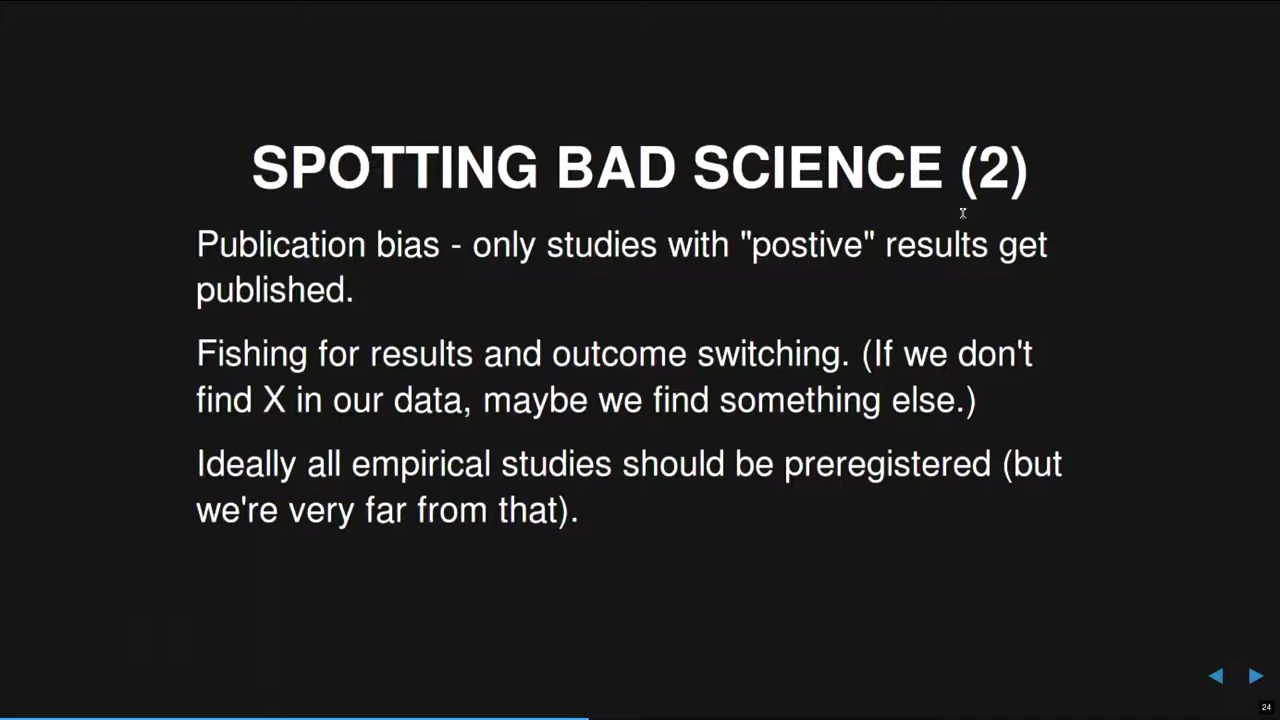 SPOTTING BAD SCIENCE (2)
Publication bias - only studies with "postive" results get
published.
Fishing for results and outcome switching. (If we don't
find X in our data, maybe we find something else.)
Ideally all empirical studies should be preregistered (but
we're very far from that).
24